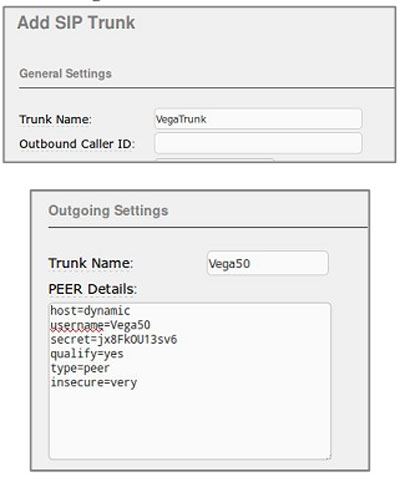 Add SIP Trunk
General Settings
Trunk Name: VegaTrunk
Outbound Caller ID:
Outgoing Settings
Trunk Name: Vega50
PEER Details:
host=dynamic
username=Vega50
secret=jx8FkOU13sv6
qualify=yes
type=peer
insecure=very